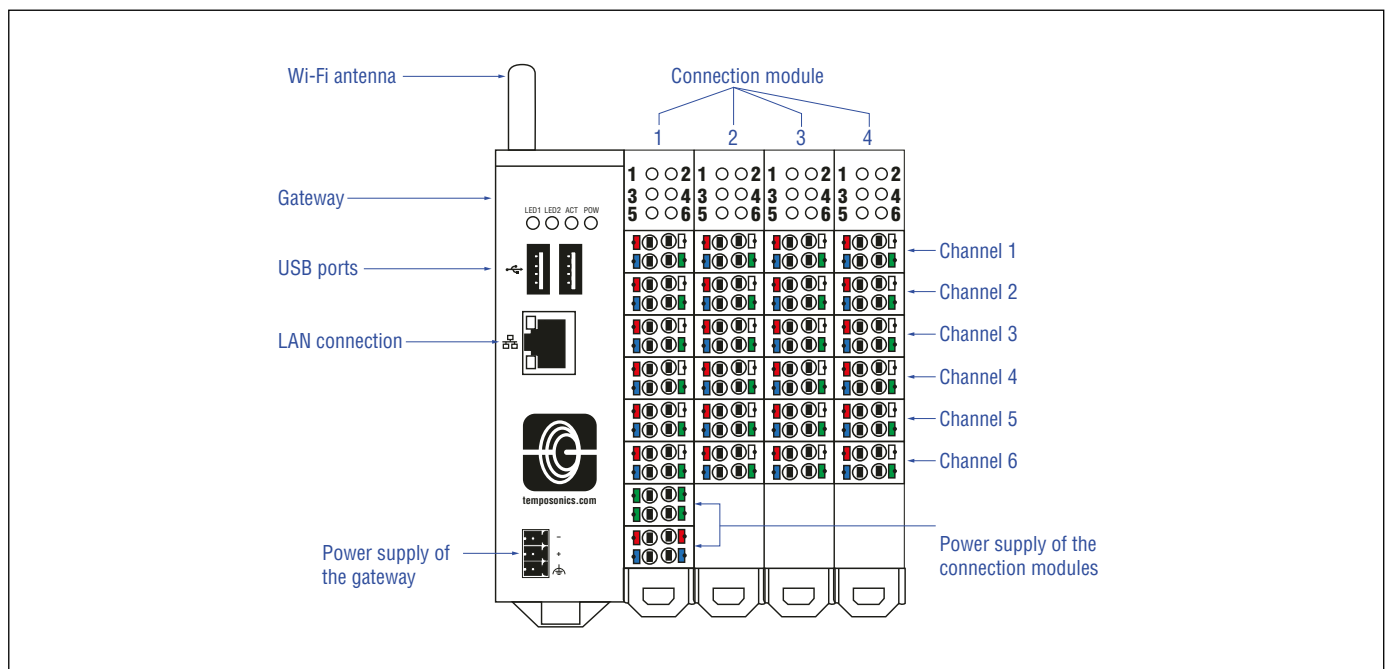 Wi-Fi antenna
Connection module
1 2 3 4
Gateway
LED1 LED2 ACT POW
1 2 1 2 1 2 1 2
3 4 3 4 3 4 3 4
5 6 5 6 5 6 5 6
USB ports
LAN connection
Channel 1
Channel 2
Channel 3
Channel 4
Channel 5
Channel 6
temposonics.com
-
+
Power supply of
the gateway
Power supply of the
connection modules